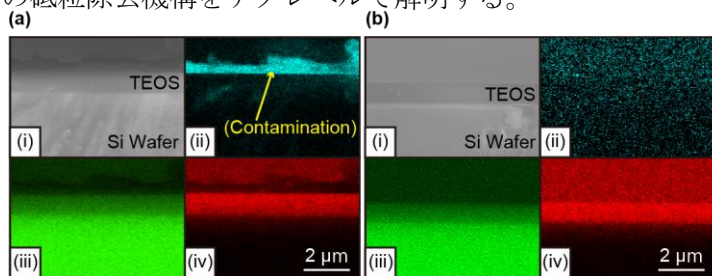 の砥粒除去機構をナノレベルで解明する。
(a)
(b)
TEOS
Si Wafer
(i)
(Contamination)
(ii)
TEOS
Si Wafer
(i)
(ii)
(iii)
2 μm
(iv)
(iii)
2 μm
(iv)